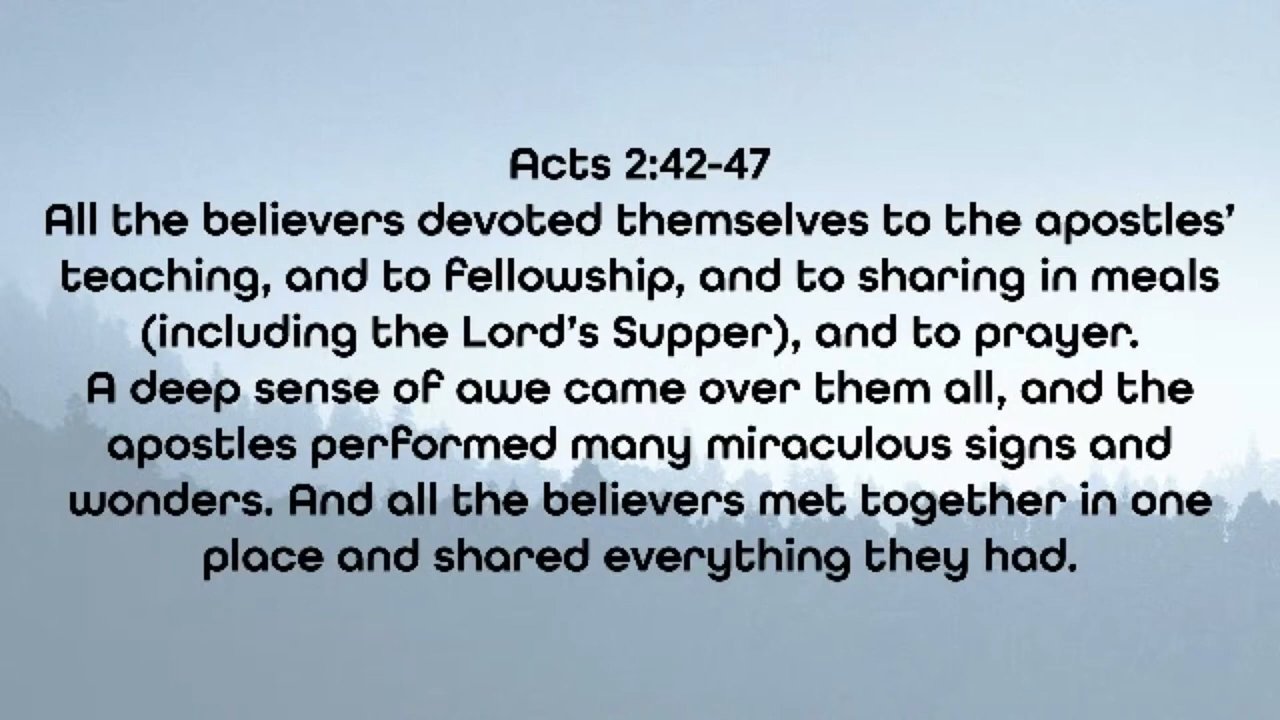 Acts 2:42-47
All the believers devoted themselves to the apostles’
teaching, and to fellowship, and to sharing in meals
(including the Lord’s Supper), and to prayer.
A deep sense of awe came over them all, and the
apostles performed many miraculous signs and
wonders. And all the believers met together in one
place and shared everything they had.